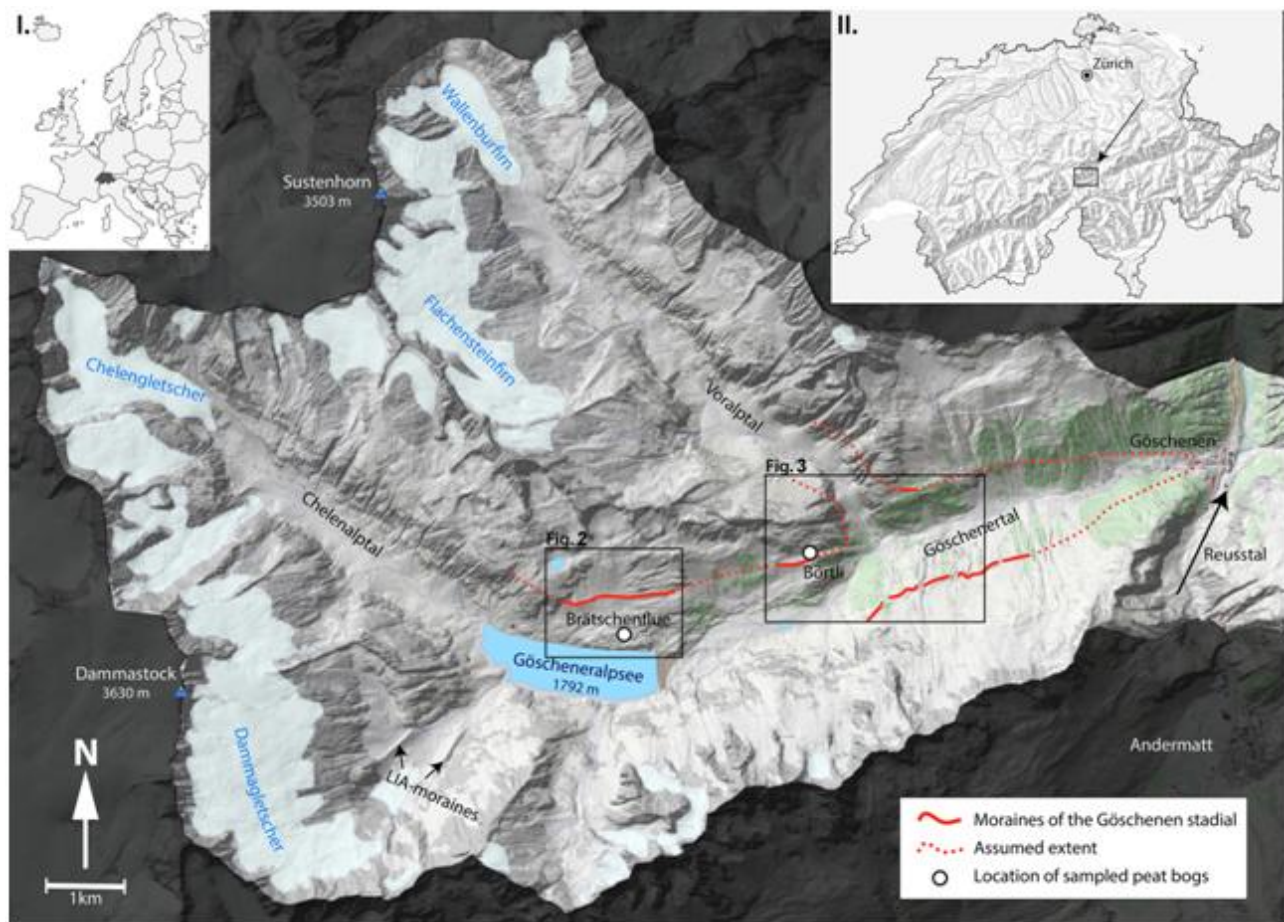 I.
II.
Zürich
Wallenburfirn
Sustenhorn
3503 m
Flachensteinfirn
Chelengletscher
Voralptal
Göschenen
Fig. 3
Chelenalptal
Göschenertal
Fig. 2
Reusstal
Börtli
Brätschenflue
Göscheneralpsee
1792 m
Dammastock
3630 m
Andermatt
Dammagletscher
LIA-moraines
N
1km
Moraines of the Göschenen stadial
Assumed extent
Location of sampled peat bogs